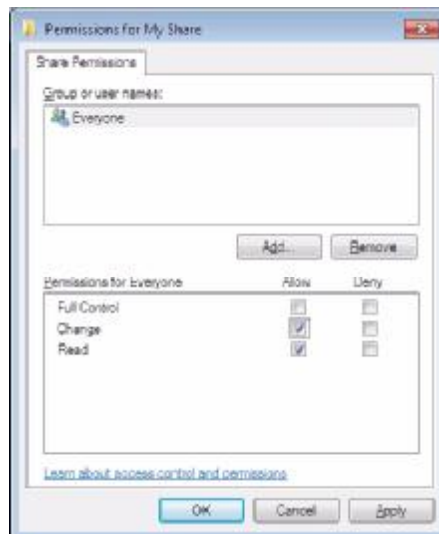 Permissions for My Share
Share Permissions
Group or user names:
Everyone
Add...
Remove
Permissions for Everyone
Allow
Deny
Full Control
Change
Read
Learn about access control and permissions
OK
Cancel
Apply